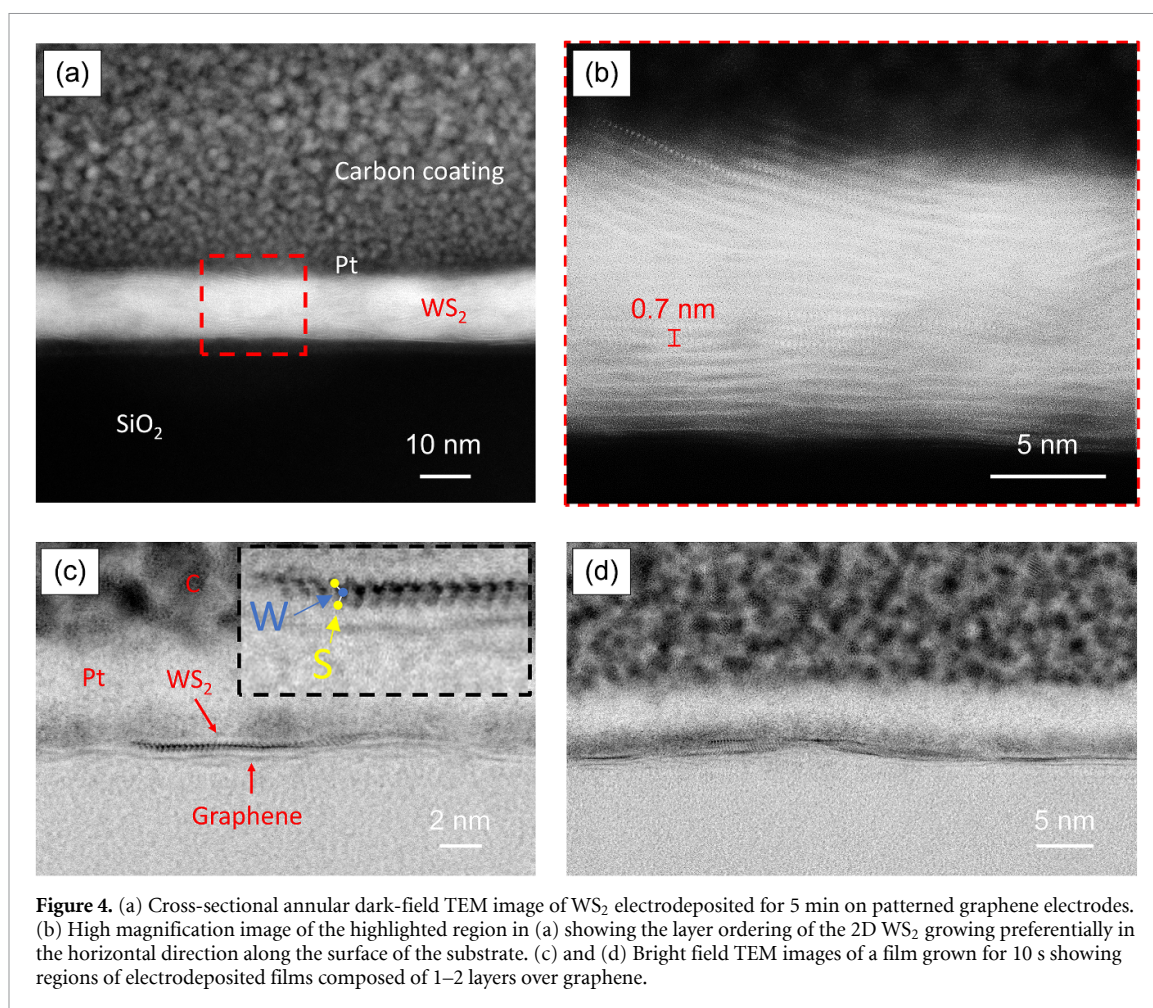 (a)
Carbon coating
Pt
WS₂
SiO₂
10 nm
(b)
0.7 nm
5 nm
(c)
C
W
S
Pt
WS₂
Graphene
2 nm
(d)
5 nm
Figure 4. (a) Cross-sectional annular dark-field TEM image of WS₂ electrodeposited for 5 min on patterned graphene electrodes.
(b) High magnification image of the highlighted region in (a) showing the layer ordering of the 2D WS₂ growing preferentially in
the horizontal direction along the surface of the substrate. (c) and (d) Bright field TEM images of a film grown for 10 s showing
regions of electrodeposited films composed of 1–2 layers over graphene.